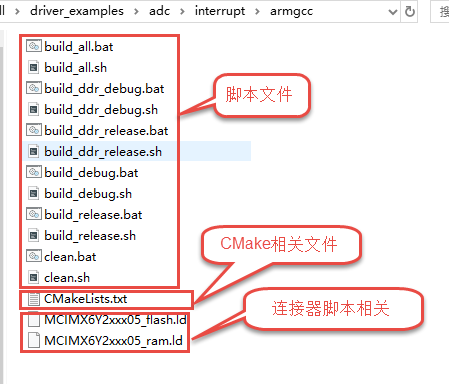 ll › driver_examples › adc › interrupt › armgcc
build_all.bat
build_all.sh
build_ddr_debug.bat
build_ddr_debug.sh
build_ddr_release.bat
build_ddr_release.sh
build_debug.bat
build_debug.sh
build_release.bat
build_release.sh
clean.bat
clean.sh
CMakeLists.txt
MCIMX6Y2xxx05_flash.ld
MCIMX6Y2xxx05_ram.ld
脚本文件
CMake相关文件
连接器脚本相关